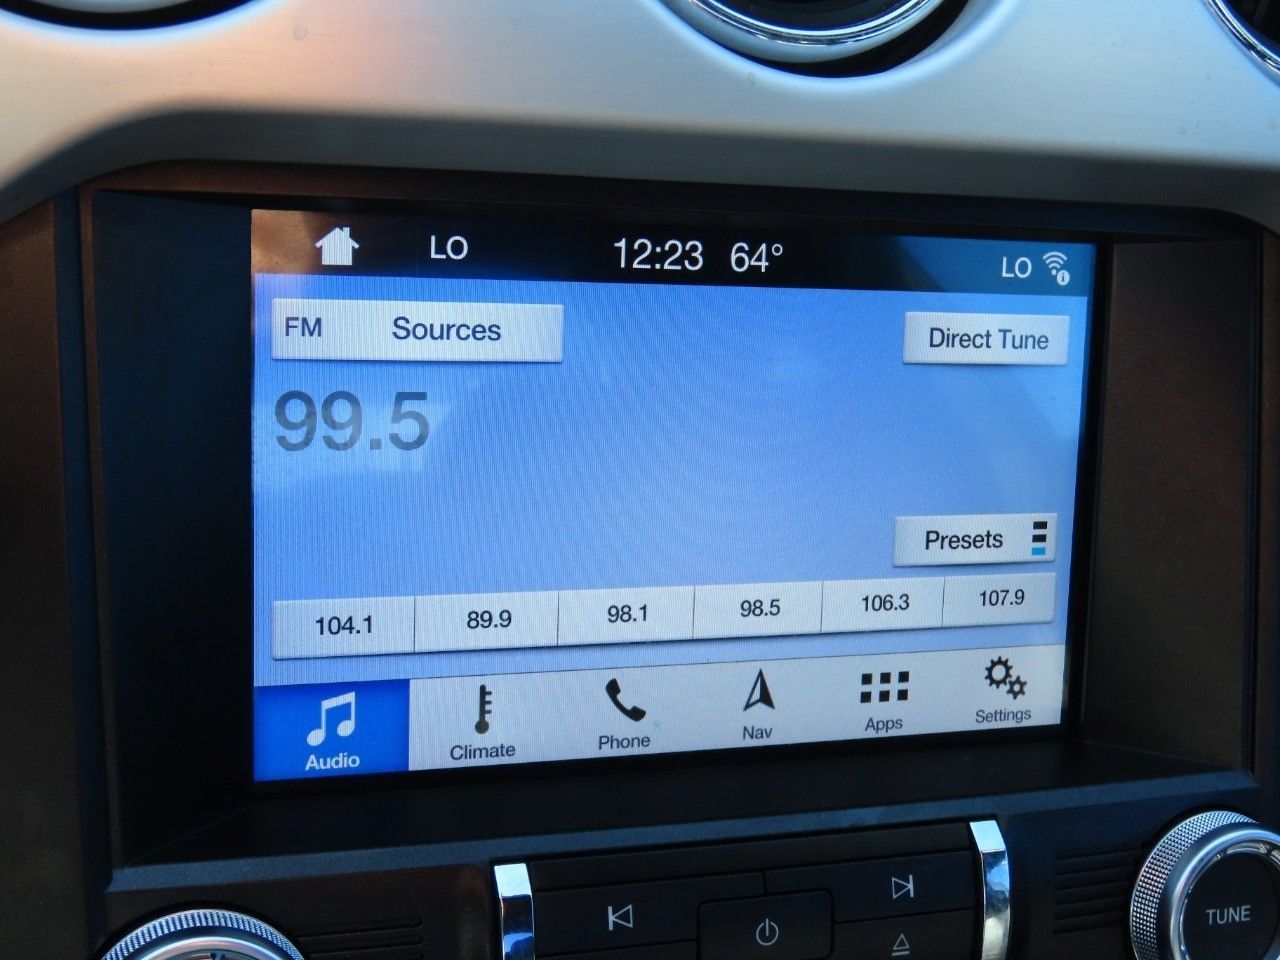 LO 12:23 64° LO
FM Sources Direct Tune
99.5
Presets
104.1 89.9 98.1 98.5 106.3 107.9
Audio Climate Phone Nav Apps Settings
TUNE